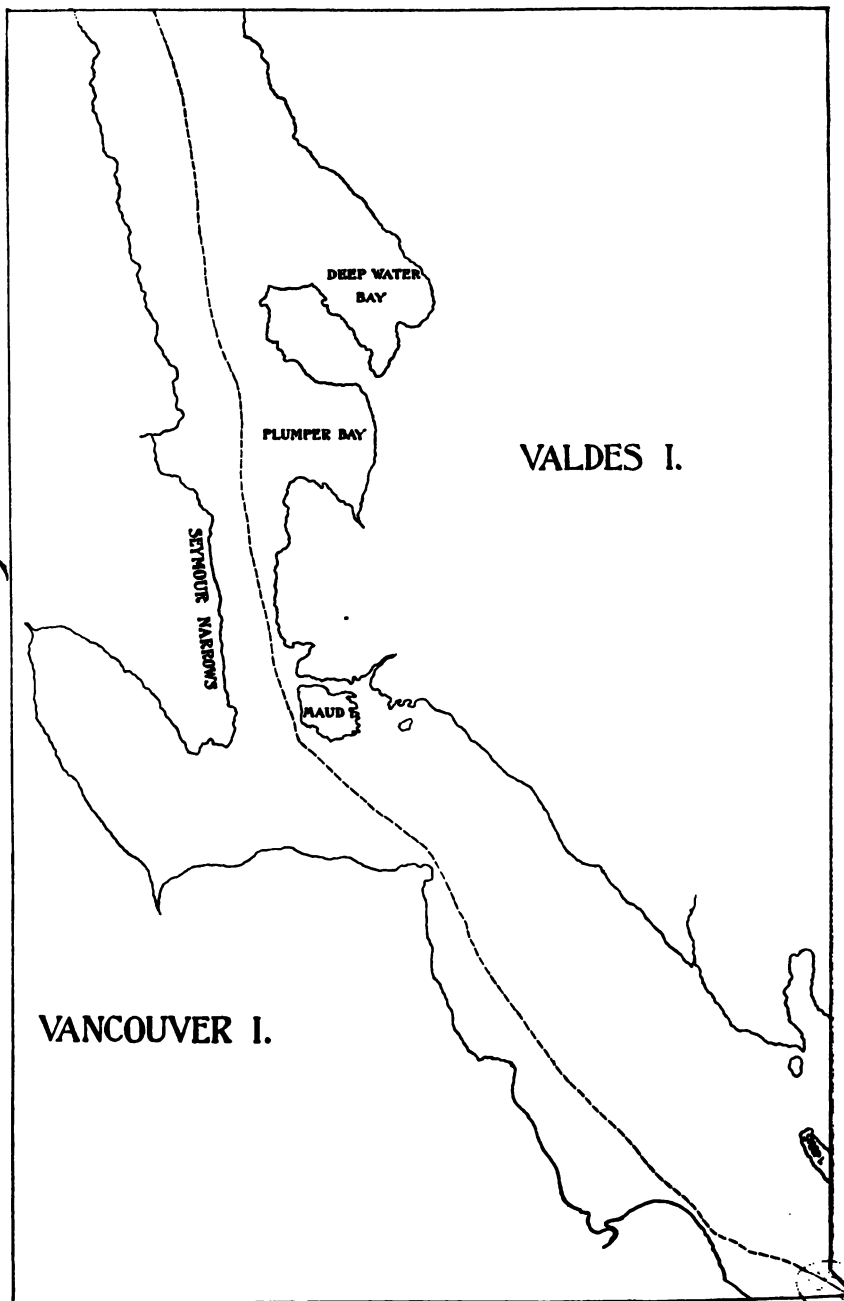 DEEP WATER
BAY
PLUMPER BAY
VALDES I.
SEYMOUR NARROWS
MAUD I.
VANCOUVER I.